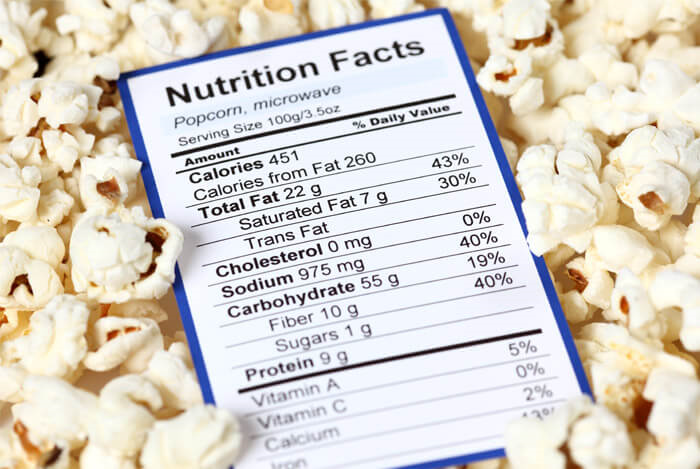 Nutrition Facts
Popcorn, microwave
Serving Size 100g/3.5oz
Amount % Daily Value
Calories 451
Calories from Fat 260
Total Fat 22 g 43%
Saturated Fat 7 g 30%
Trans Fat
Cholesterol 0 mg 0%
Sodium 975 mg 40%
Carbohydrate 55 g 19%
Fiber 10 g 40%
Sugars 1 g
Protein 9 g
Vitamin A 5%
Vitamin C 0%
Calcium 2%
Iron